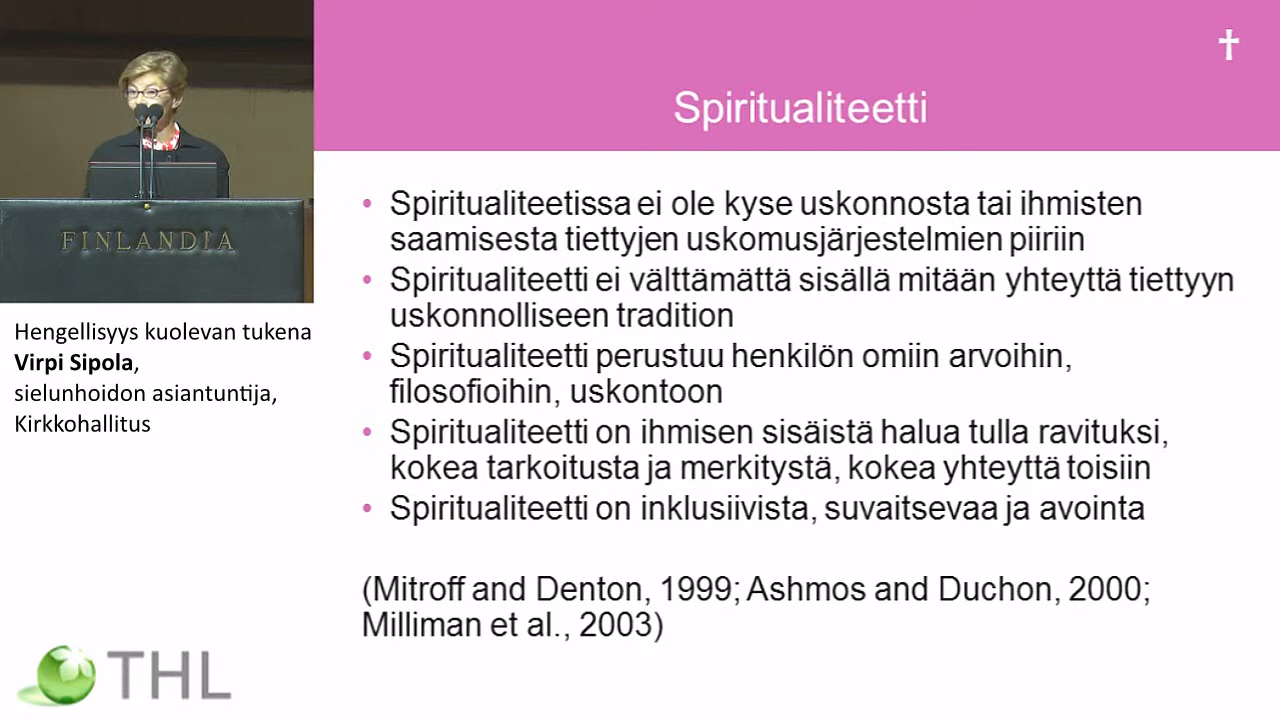 FINLANDIA
Hengellisyys kuolevan tukena
Virpi Sipola,
sielunhoidon asiantuntija,
Kirkkohallitus
THL
Spiritualiteetti
• Spiritualiteetissa ei ole kyse uskonnosta tai ihmisten
saamisesta tiettyjen uskomusjärjestelmien piiriin
• Spiritualiteetti ei välttämättä sisällä mitään yhteyttä tiettyyn
uskonnolliseen tradition
• Spiritualiteetti perustuu henkilön omiin arvoihin,
filosofioihin, uskontoon
• Spiritualiteetti on ihmisen sisäistä halua tulla ravituksi,
kokea tarkoitusta ja merkitystä, kokea yhteyttä toisiin
• Spiritualiteetti on inklusiivista, suvaitsevaa ja avointa
(Mitroff and Denton, 1999; Ashmos and Duchon, 2000;
Milliman et al., 2003)